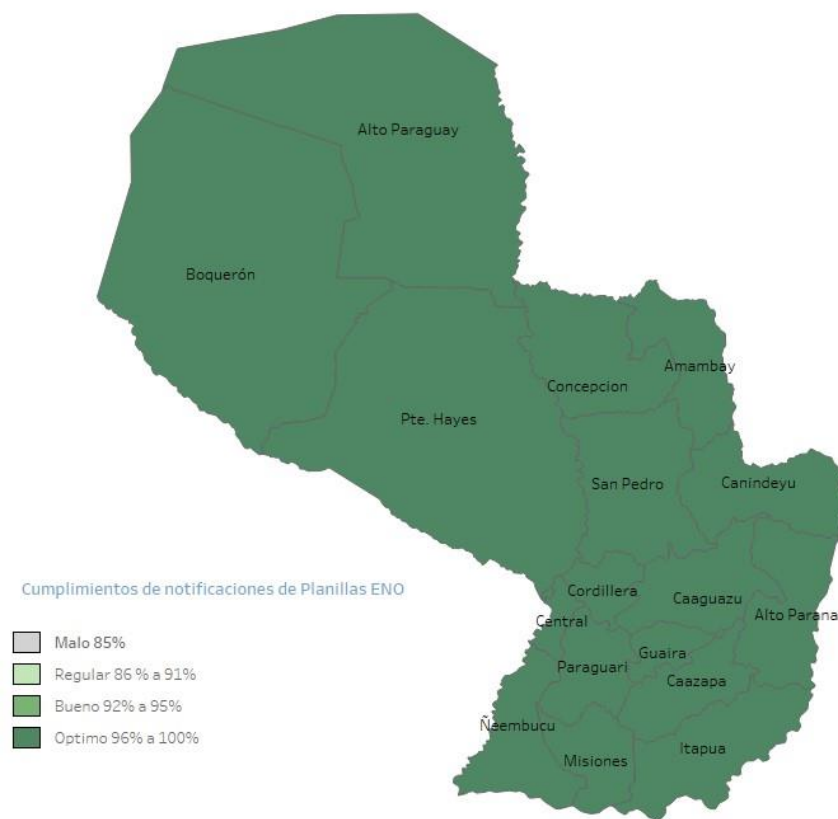 Alto Paraguay
Boquerón
Amambay
Concepcion
Pte. Hayes
San Pedro
Canindeyu
Cordillera
Caaguazu
Alto Parana
Central
Guaira
Paraguari
Caazapa
Ñeembucu
Itapua
Misiones
Cumplimientos de notificaciones de Planillas ENO
Malo 85%
Regular 86 % a 91%
Bueno 92% a 95%
Optimo 96% a 100%